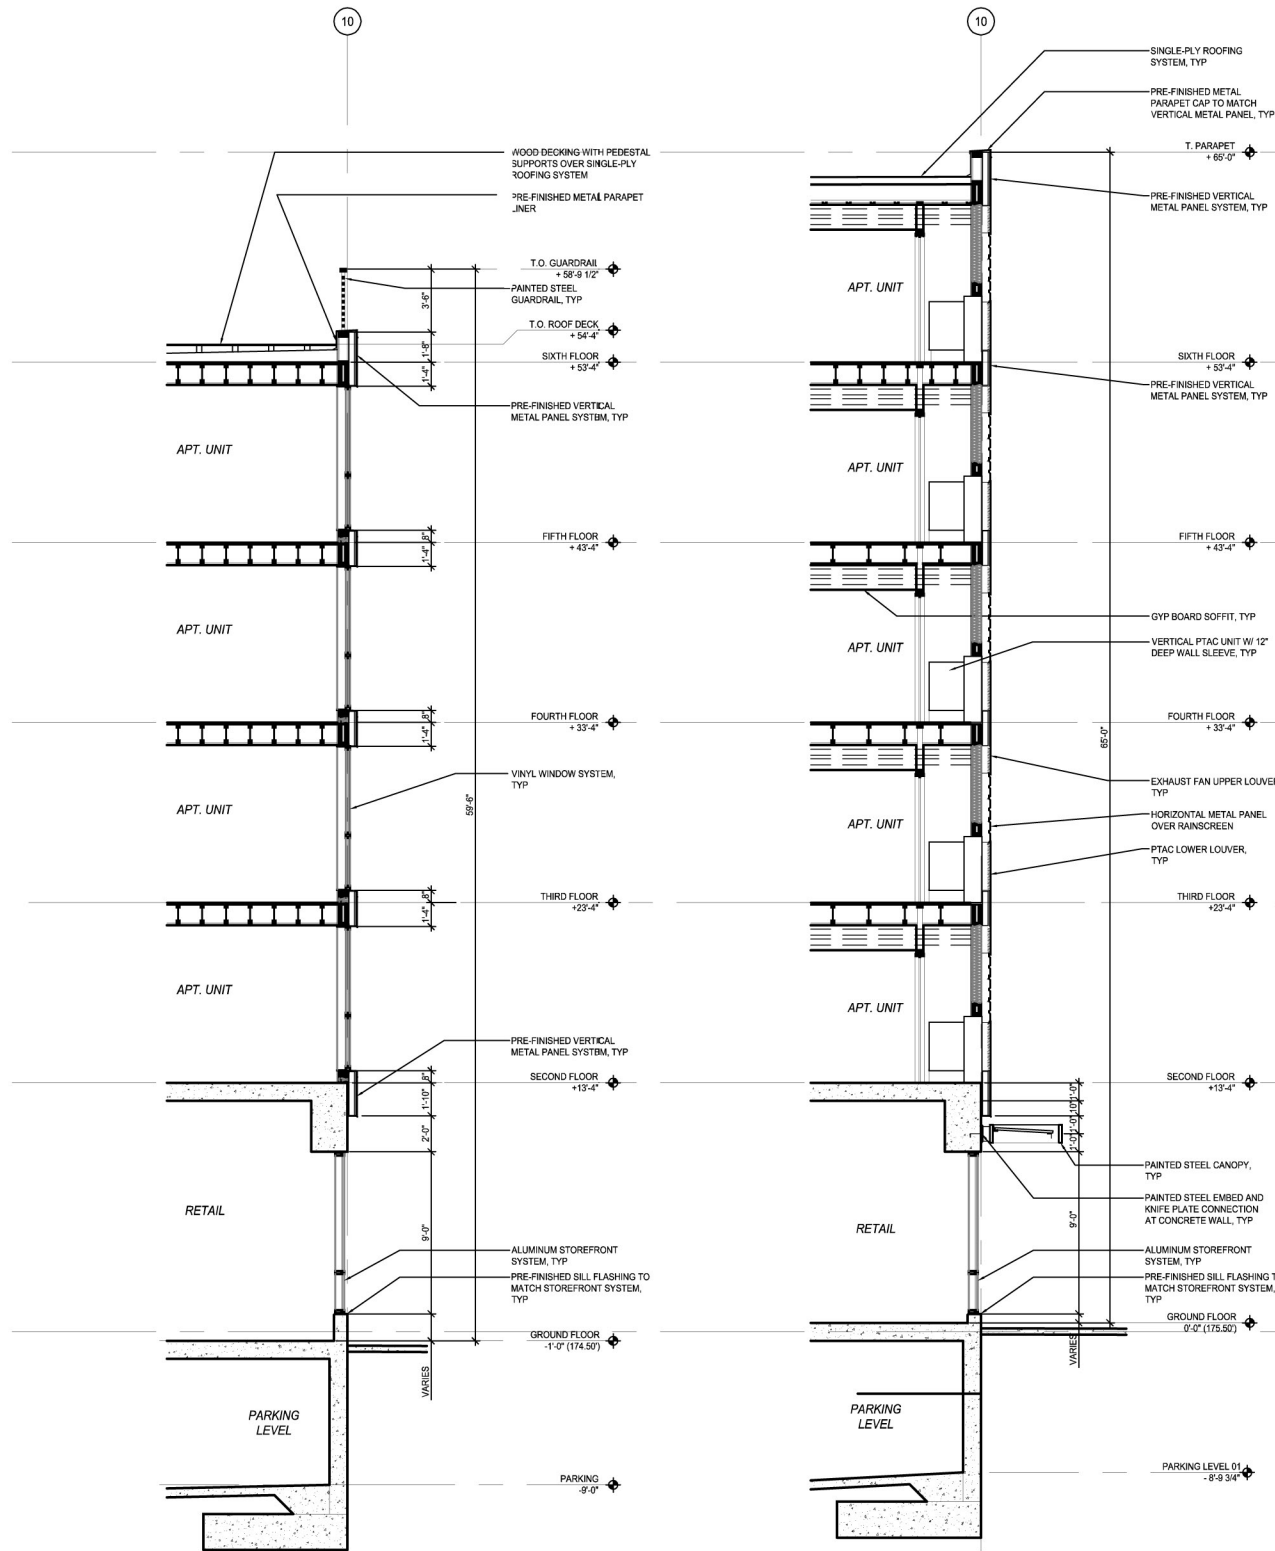 10
WOOD DECKING WITH PEDESTAL
SUPPORTS OVER SINGLE-PLY
ROOFING SYSTEM
PRE-FINISHED METAL PARAPET
LINER
T.O. GUARDRAIL
+ 58'-9 1/2"
PAINTED STEEL
GUARDRAIL, TYP
3'-6"
T.O. ROOF DECK
+ 54'-4"
1'-8"
SIXTH FLOOR
+ 53'-4"
1'-4"
PRE-FINISHED VERTICAL
METAL PANEL SYSTEM, TYP
APT. UNIT
FIFTH FLOOR
+ 43'-4"
8"
1'-4"
APT. UNIT
FOURTH FLOOR
+ 33'-4"
8"
1'-4"
VINYL WINDOW SYSTEM,
TYP
59'-6"
APT. UNIT
THIRD FLOOR
+23'-4"
8"
1'-4"
APT. UNIT
PRE-FINISHED VERTICAL
METAL PANEL SYSTEM, TYP
SECOND FLOOR
+13'-4"
8"
1'-10"
2'-0"
RETAIL
9'-0"
ALUMINUM STOREFRONT
SYSTEM, TYP
PRE-FINISHED SILL FLASHING TO
MATCH STOREFRONT SYSTEM,
TYP
GROUND FLOOR
-1'-0" (174.50')
VARIES
PARKING
LEVEL
PARKING
-9'-0"
10
SINGLE-PLY ROOFING
SYSTEM, TYP
PRE-FINISHED METAL
PARAPET CAP TO MATCH
VERTICAL METAL PANEL, TYP
T. PARAPET
+ 65'-0"
PRE-FINISHED VERTICAL
METAL PANEL SYSTEM, TYP
APT. UNIT
SIXTH FLOOR
+ 53'-4"
PRE-FINISHED VERTICAL
METAL PANEL SYSTEM, TYP
APT. UNIT
FIFTH FLOOR
+ 43'-4"
GYP BOARD SOFFIT, TYP
VERTICAL PTAC UNIT W/ 12"
DEEP WALL SLEEVE, TYP
APT. UNIT
FOURTH FLOOR
+ 33'-4"
65'-0"
EXHAUST FAN UPPER LOUVER
TYP
HORIZONTAL METAL PANEL
OVER RAINSCREEN
APT. UNIT
PTAC LOWER LOUVER,
TYP
THIRD FLOOR
+23'-4"
APT. UNIT
SECOND FLOOR
+13'-4"
1'-0"
10"
1'-0"
1'-0"
PAINTED STEEL CANOPY,
TYP
PAINTED STEEL EMBED AND
KNIFE PLATE CONNECTION
AT CONCRETE WALL, TYP
9'-0"
RETAIL
ALUMINUM STOREFRONT
SYSTEM, TYP
PRE-FINISHED SILL FLASHING T
MATCH STOREFRONT SYSTEM,
TYP
GROUND FLOOR
0'-0" (175.50')
VARIES
PARKING
LEVEL
PARKING LEVEL 01
- 8'-9 3/4"